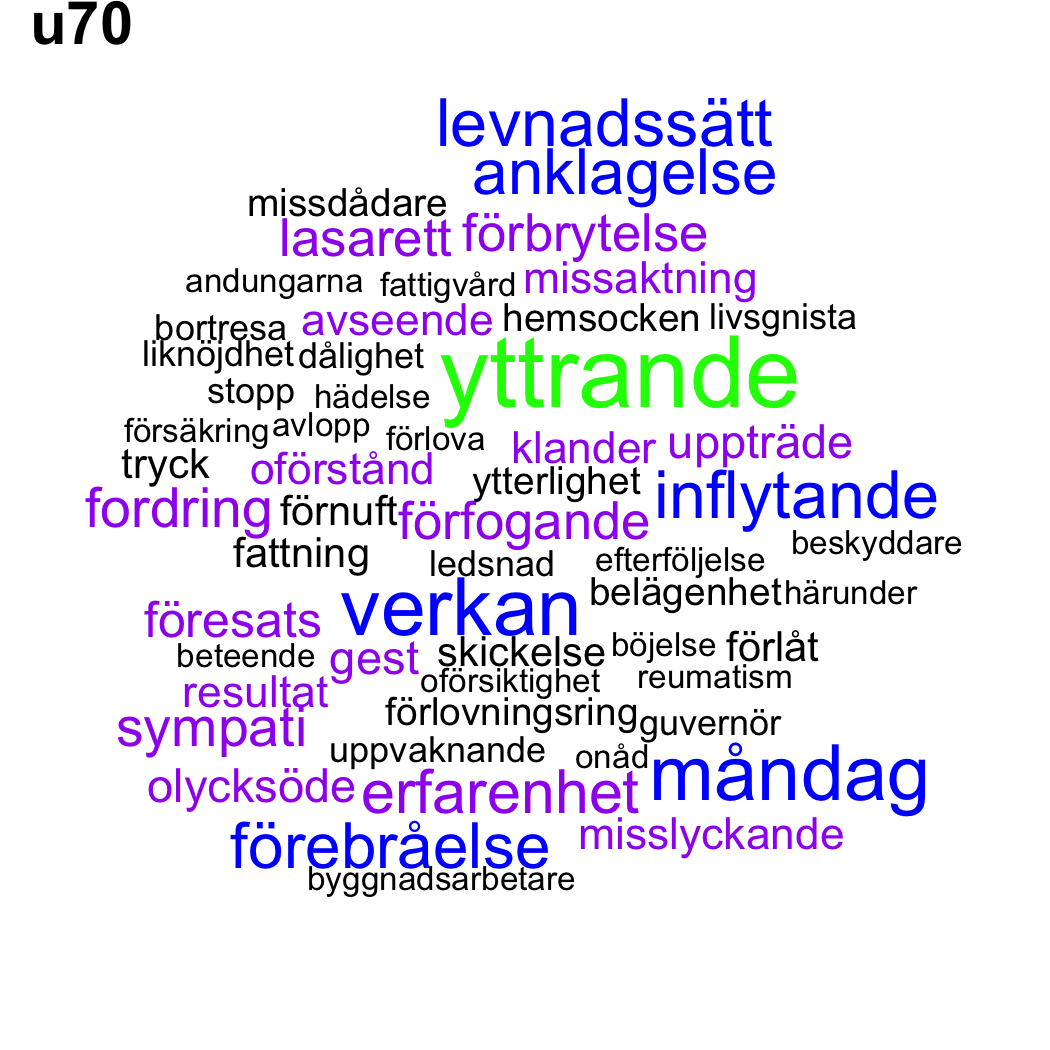 u70
levnadssätt
anklagelse
missdådare
lasarett förbrytelse
andungarna fattigvård missaktning
bortresa avseende hemsocken livsgnista
liknöjdhet dålighet yttrande
stopp hädelse
försäkring avlopp förlova klander uppträde
tryck oförstånd ytterlighet inflytande
fordring förnuft förfogande
fattning ledsnad efterföljelse beskyddare
föresats verkan belägenhet härunder
beteende gest skickelse böjelse förlåt
resultat oförsiktighet reumatism
sympati förlovningsring guvernör
uppvaknande onåd måndag
olycksöde erfarenhet
förebråelse misslyckande
byggnadsarbetare